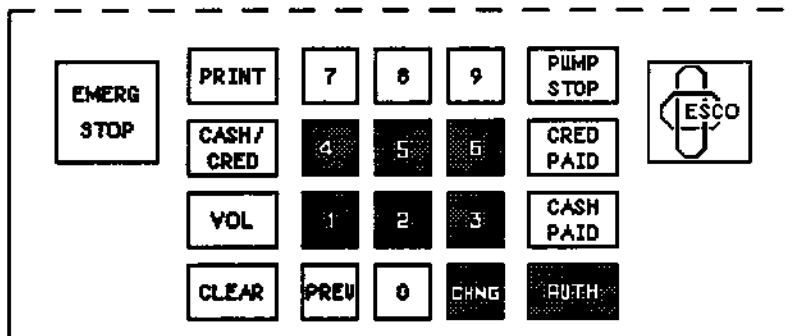 EMERG
STOP
PRINT
7
8
9
PUMP
STOP
ESCO
CASH/
CRED
4
5
6
CRED
PAID
VOL
1
2
3
CASH
PAID
CLEAR
PREV
0
CHNG
AUTH